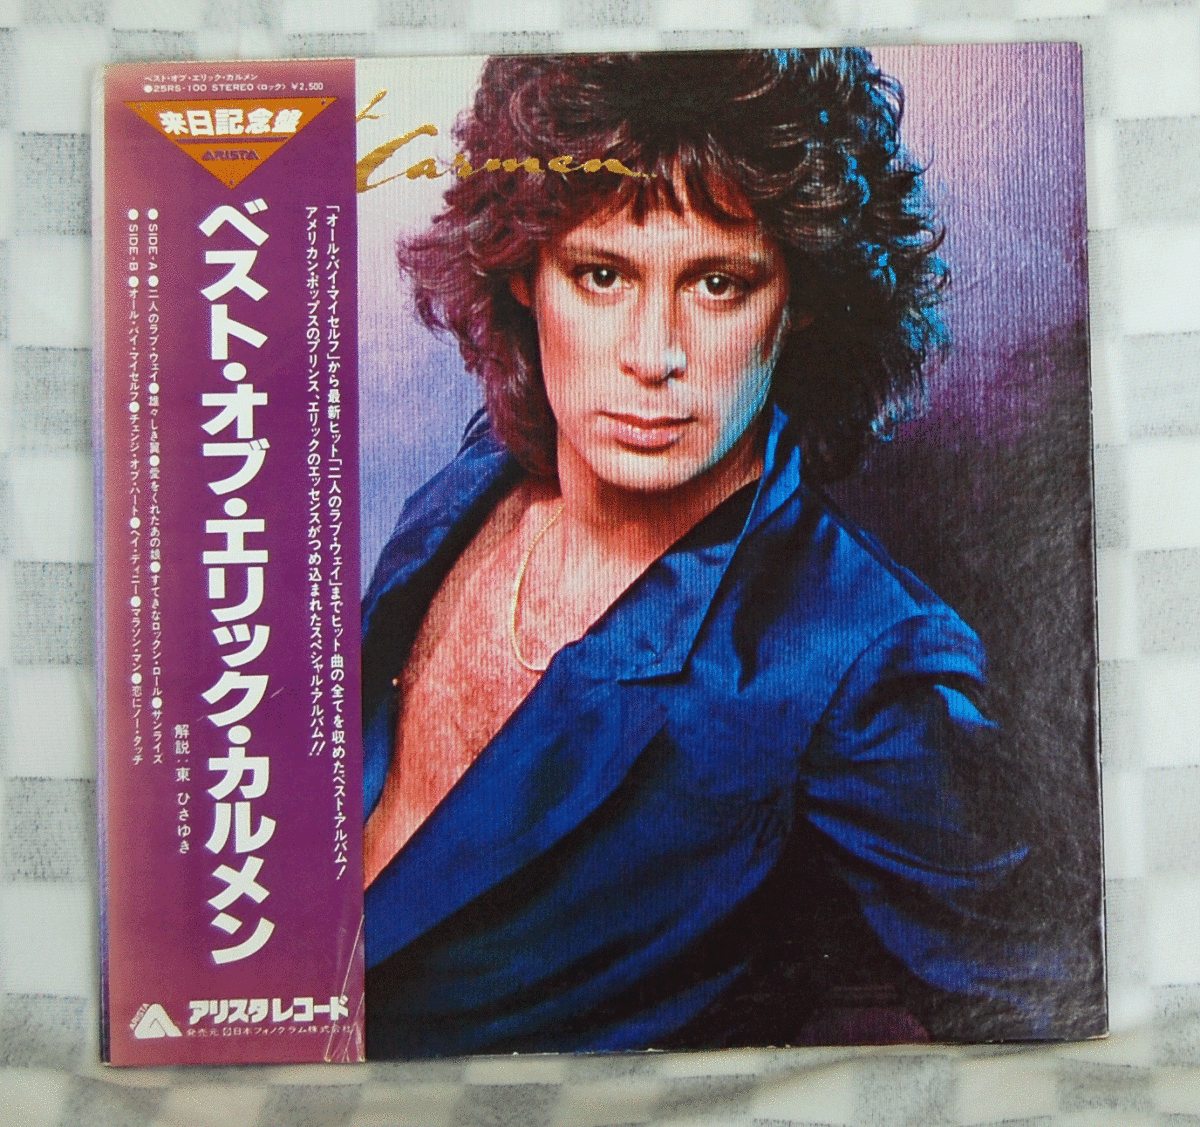 ベスト・オブ・エリック・カルメン
●25RS-100 STEREO〈ロック〉 ¥2,500
来日記念盤
ARISTA
Carmen
「オール・バイ・マイセルフ」から最新ヒット「二人のラブ・ウェイ」までヒット曲の全てを収めたベスト・アルバム!
アメリカン・ポップスのプリンス、エリックのエッセンスがつめ込まれたスペシャル・アルバム!!
ベスト・オブ・エリック・カルメン
解説:東 ひさゆき
●SIDE-A●二人のラブ・ウェイ●雄々しき翼●愛をくれたあの娘●すてきなロックン・ロール●サンライズ
●SIDE-B●オール・バイ・マイセルフ●チェンジ・オブ・ハート●ヘイ・ディニー●マラソン・マン●恋にノー・タッチ
ARISTA
アリスタレコード
発売元 日本フォノグラム株式会社